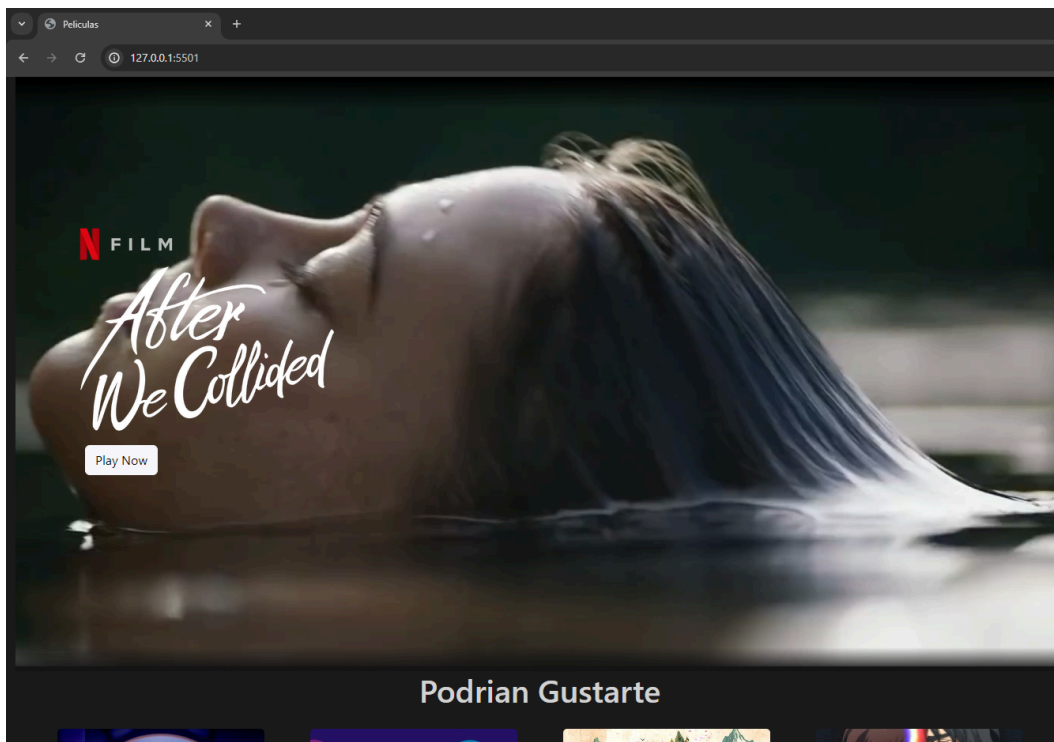 Peliculas
127.0.0.1:5501
N FILM
After
We Collided
Play Now
Podrian Gustarte